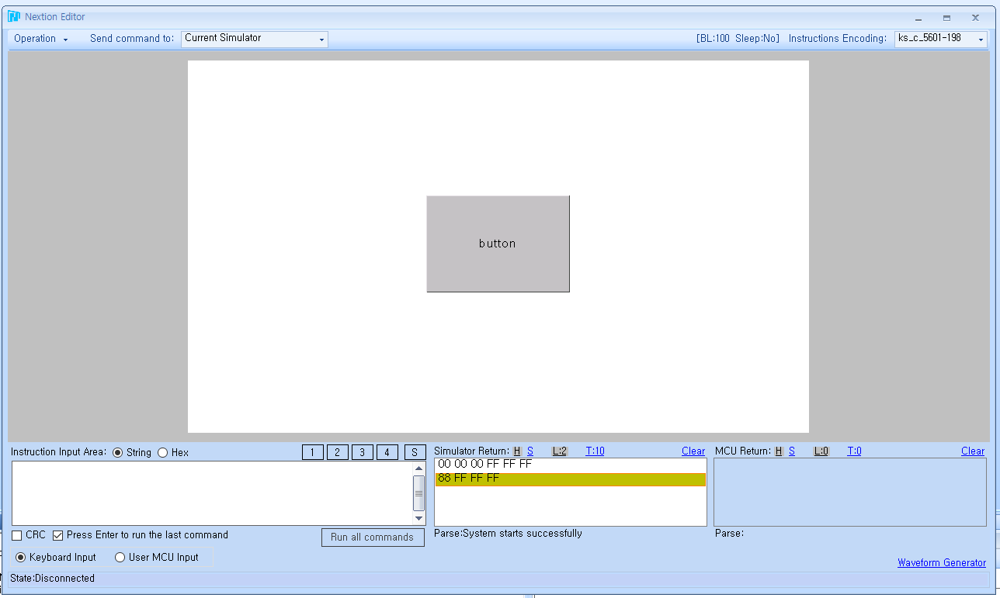 Nextion Editor
Operation Send command to: Current Simulator [BL:100 Sleep:No] Instructions Encoding: ks_c_5601-198
button
Instruction Input Area: String Hex 1 2 3 4 S Simulator Return: H S L:2 T:10 Clear MCU Return: H S L:0 T:0 Clear
00 00 00 FF FF FF
88 FF FF FF
CRC Press Enter to run the last command Run all commands Parse:System starts successfully Parse:
Keyboard Input User MCU Input
Waveform Generator
State:Disconnected